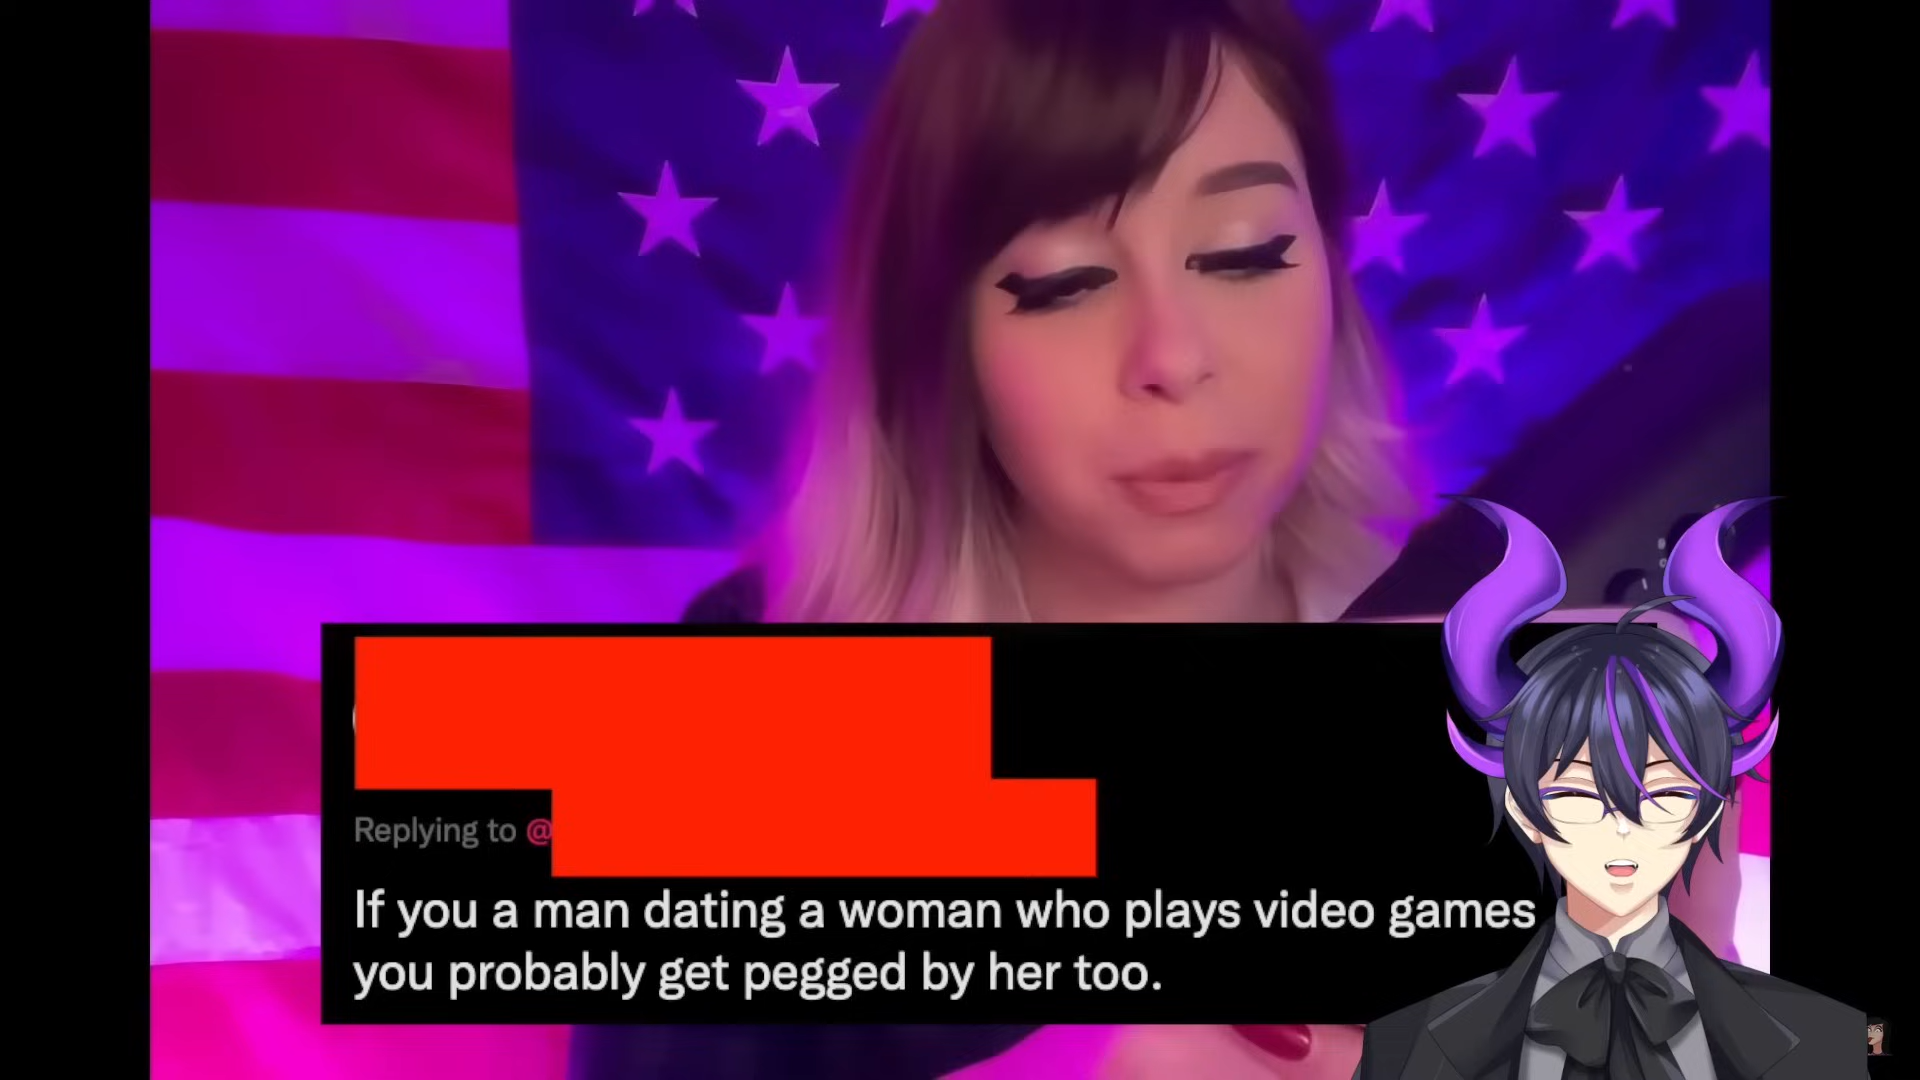 Replying to @
If you a man dating a woman who plays video games
you probably get pegged by her too.